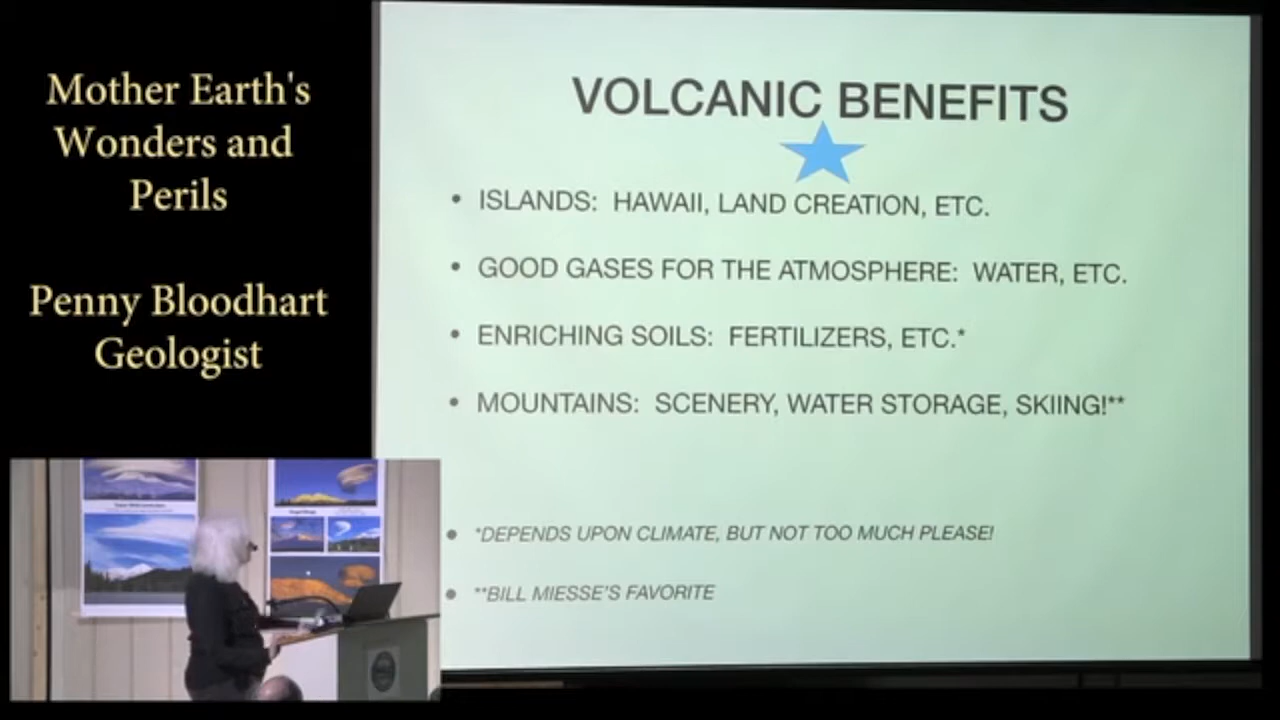 Mother Earth's
Wonders and
Perils
Penny Bloodhart
Geologist
VOLCANIC BENEFITS
• ISLANDS: HAWAII, LAND CREATION, ETC.
• GOOD GASES FOR THE ATMOSPHERE: WATER, ETC.
• ENRICHING SOILS: FERTILIZERS, ETC.*
• MOUNTAINS: SCENERY, WATER STORAGE, SKIING!**
• *DEPENDS UPON CLIMATE, BUT NOT TOO MUCH PLEASE!
• **BILL MIESSE'S FAVORITE